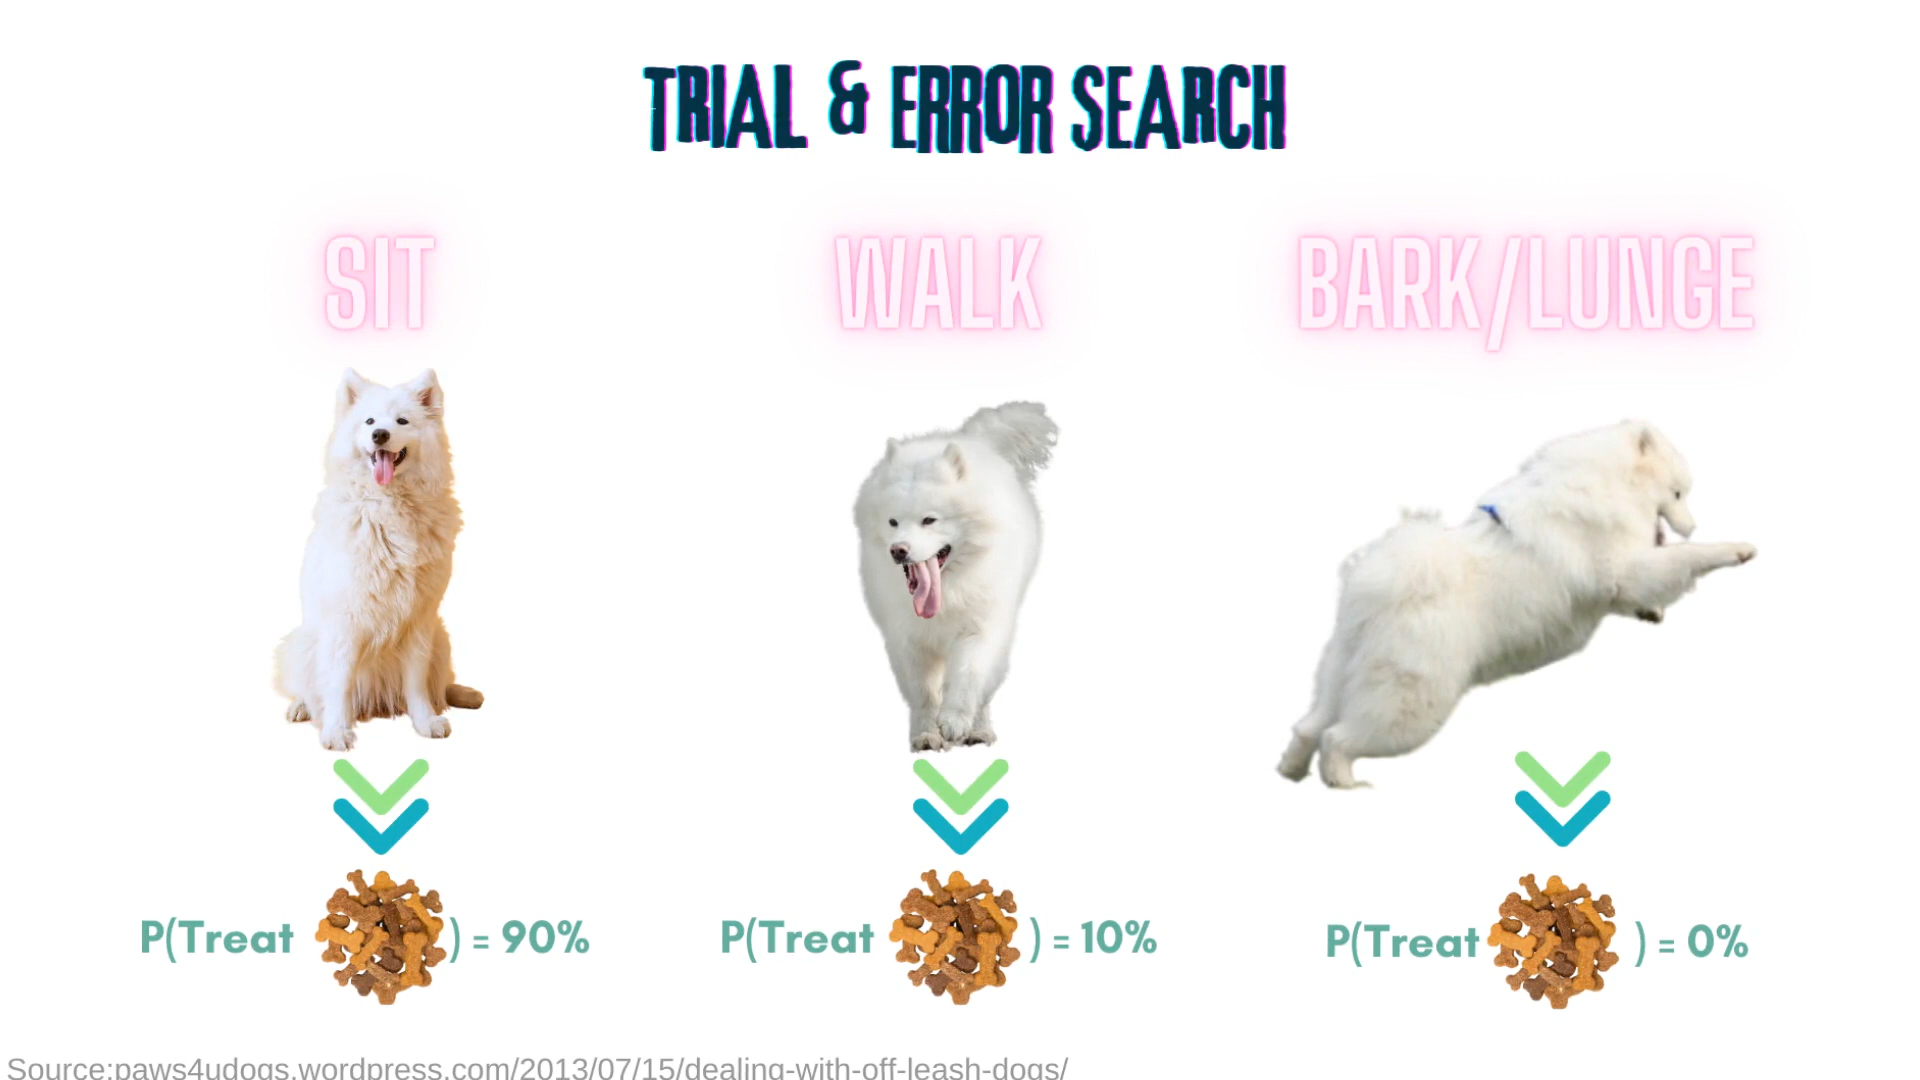 TRIAL & ERROR SEARCH
SIT
WALK
BARK/LUNGE
P(Treat ) = 90%
P(Treat ) = 10%
P(Treat ) = 0%
Source:paws4udogs.wordpress.com/2013/07/15/dealing-with-off-leash-dogs/